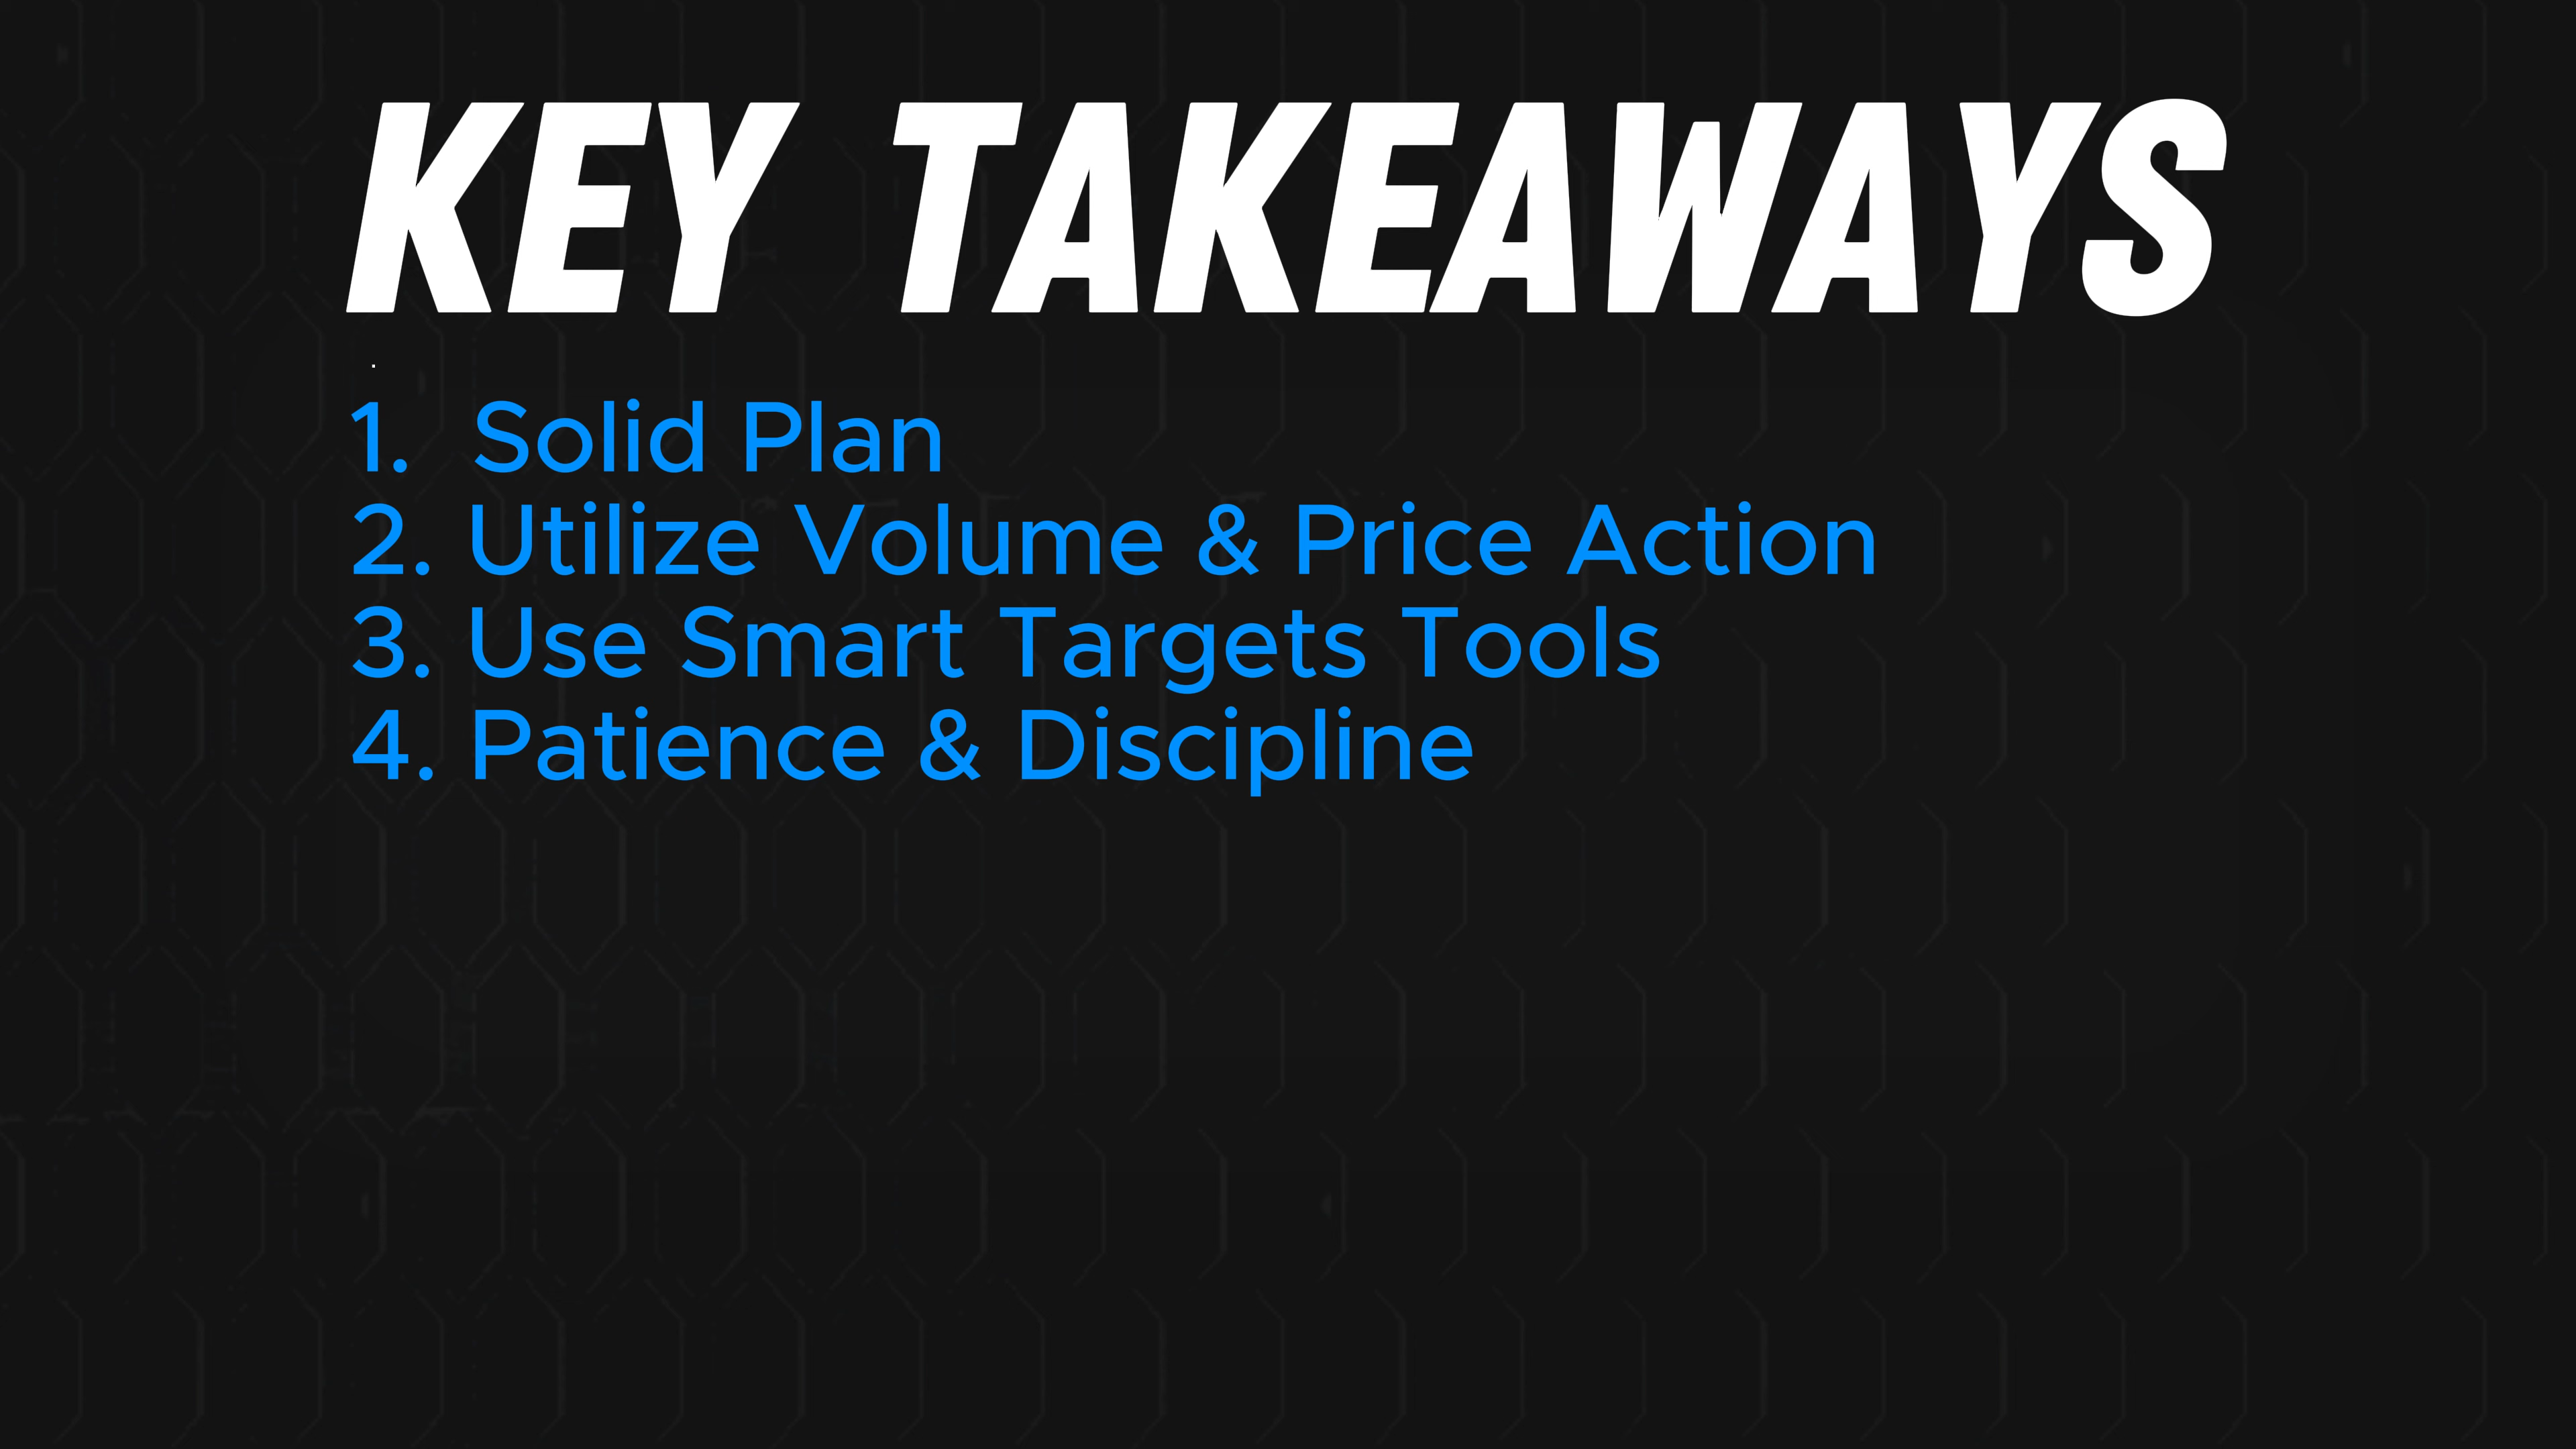 KEY TAKEAWAYS
1. Solid Plan
2. Utilize Volume & Price Action
3. Use Smart Targets Tools
4. Patience & Discipline